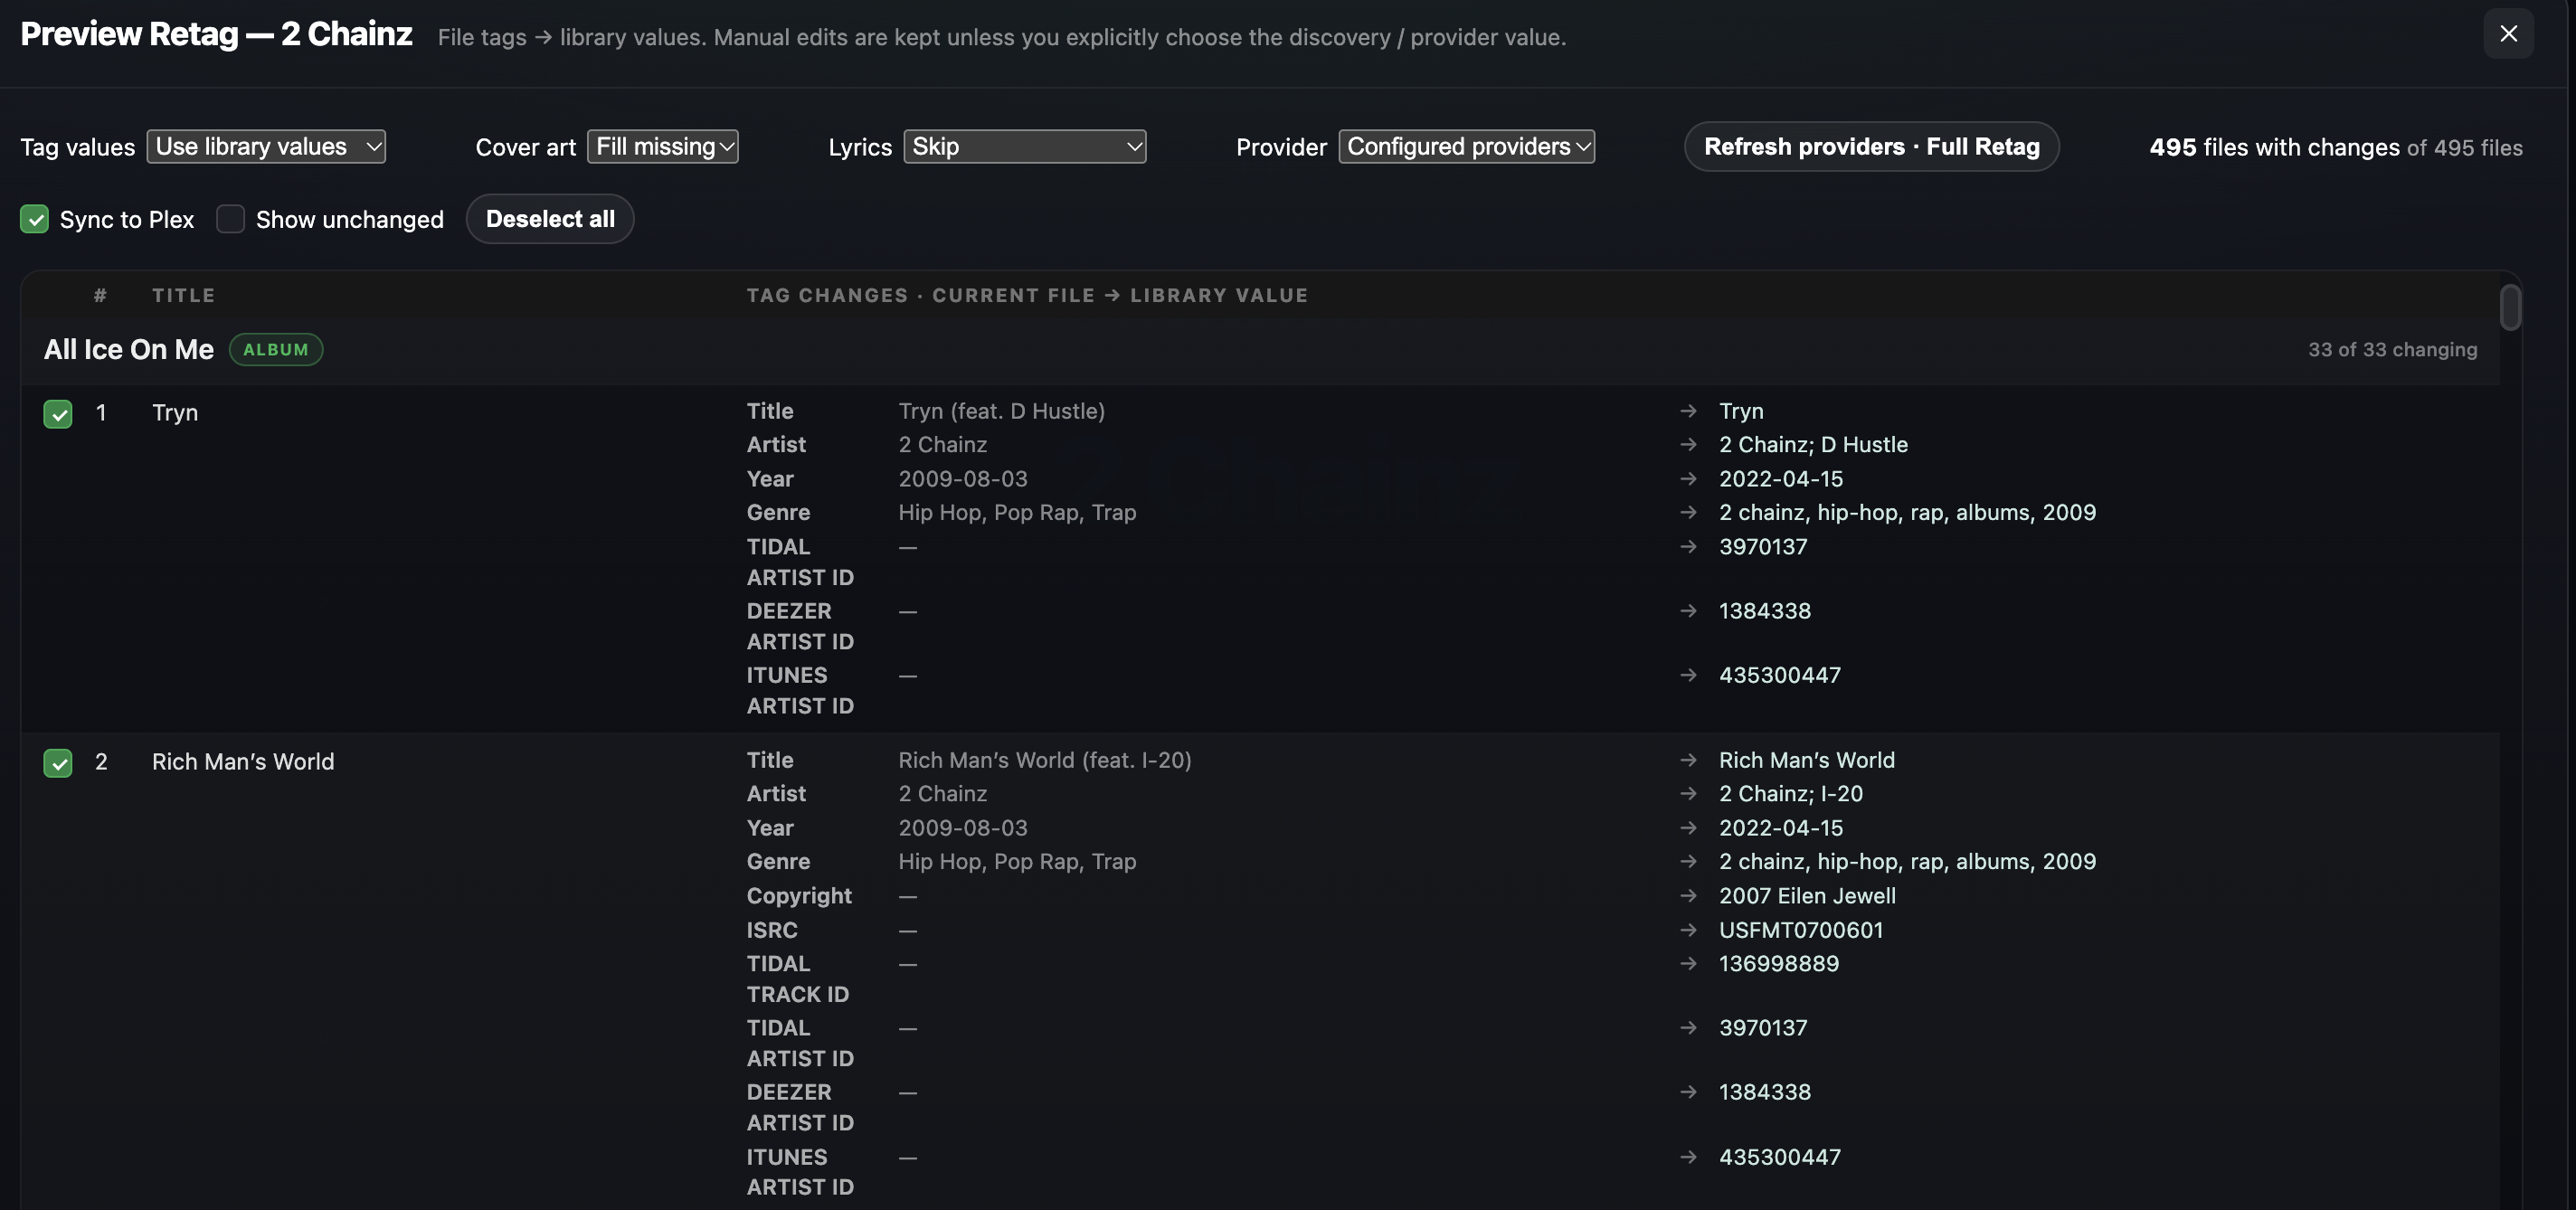 Preview Retag — 2 Chainz File tags → library values. Manual edits are kept unless you explicitly choose the discovery / provider value.
Tag values Use library values Cover art Fill missing Lyrics Skip Provider Configured providers Refresh providers · Full Retag 495 files with changes of 495 files
Sync to Plex Show unchanged Deselect all
# TITLE TAG CHANGES · CURRENT FILE → LIBRARY VALUE
All Ice On Me ALBUM 33 of 33 changing
1 Tryn Title Tryn (feat. D Hustle) → Tryn
Artist 2 Chainz → 2 Chainz; D Hustle
Year 2009-08-03 → 2022-04-15
Genre Hip Hop, Pop Rap, Trap → 2 chainz, hip-hop, rap, albums, 2009
TIDAL — → 3970137
ARTIST ID
DEEZER — → 1384338
ARTIST ID
ITUNES — → 435300447
ARTIST ID
2 Rich Man’s World Title Rich Man’s World (feat. I-20) → Rich Man’s World
Artist 2 Chainz → 2 Chainz; I-20
Year 2009-08-03 → 2022-04-15
Genre Hip Hop, Pop Rap, Trap → 2 chainz, hip-hop, rap, albums, 2009
Copyright — → 2007 Eilen Jewell
ISRC — → USFMT0700601
TIDAL — → 136998889
TRACK ID
TIDAL — → 3970137
ARTIST ID
DEEZER — → 1384338
ARTIST ID
ITUNES — → 435300447
ARTIST ID